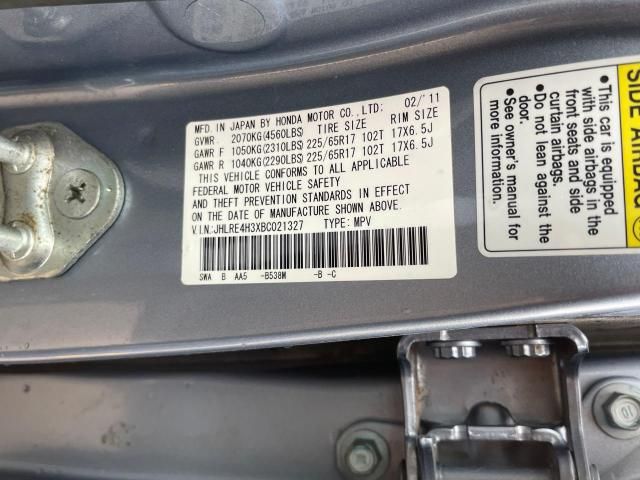 MFD. IN JAPAN BY HONDA MOTOR CO., LTD: 02/'11
GVWR. 2070KG(4560LBS) TIRE SIZE RIM SIZE
GAWR F 1050KG(2310LBS) 225/65R17 102T 17X6.5J
GAWR R 1040KG(2290LBS) 225/65R17 102T 17X6.5J
THIS VEHICLE CONFORMS TO ALL APPLICABLE
FEDERAL MOTOR VEHICLE SAFETY
AND THEFT PREVENTION STANDARDS IN EFFECT
ON THE DATE OF MANUFACTURE SHOWN ABOVE.
V.I.N:JHLRE4H3XBC021327 TYPE: MPV
SWA B AA5 -B538M -B -C
SIDE AIRBAG
•This car is equipped
with side airbags in the
front seats and side
curtain airbags.
•Do not lean against the
door.
•See owner's manual for
more information.